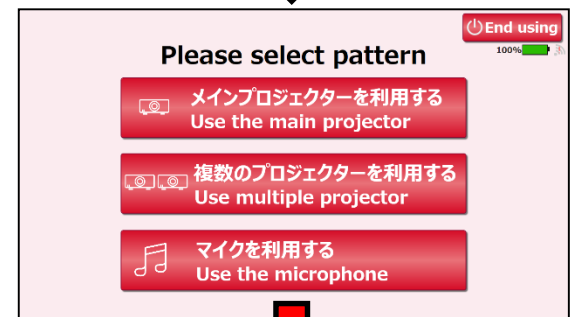 End using
100%
Please select pattern
メインプロジェクターを利用する
Use the main projector
複数のプロジェクターを利用する
Use multiple projector
マイクを利用する
Use the microphone